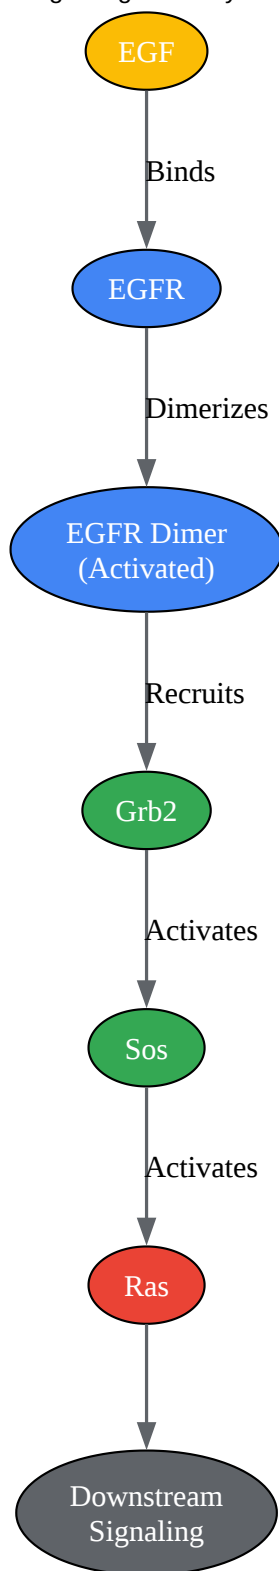 EGF
Binds
EGFR
Dimerizes
EGFR Dimer
(Activated)
Recruits
Grb2
Activates
Sos
Activates
Ras
Downstream
Signaling